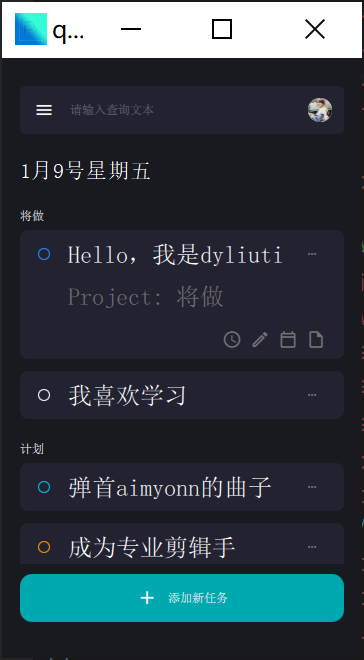 q...
请输入查询文本
1月9号星期五
将做
Hello, 我是dyliuti
Project: 将做
我喜欢学习
计划
弹首aimyonn的曲子
成为专业剪辑手
添加新任务